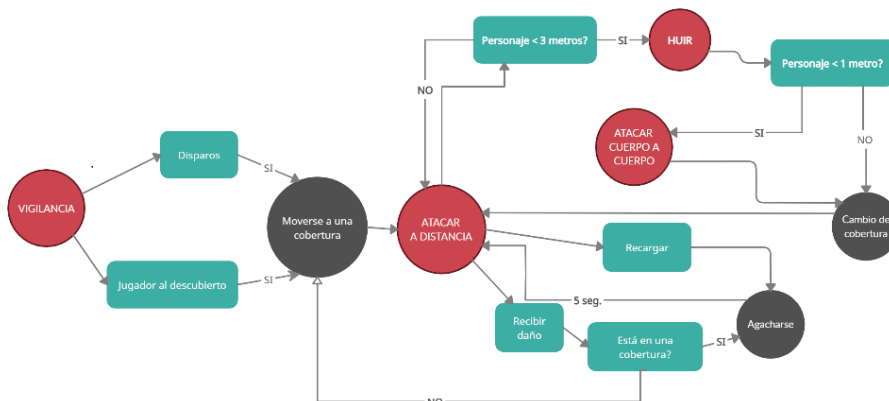 Personaje < 3 metros?
SI
HUIR
Personaje < 1 metro?
NO
SI
NO
ATACAR
CUERPO A
CUERPO
Disparos
SI
VIGILANCIA
Moverse a una
cobertura
ATACAR
A DISTANCIA
Cambio de
cobertura
Recargar
Jugador al descubierto
SI
5 seg.
Recibir
daño
Está en una
cobertura?
SI
Agacharse
NO